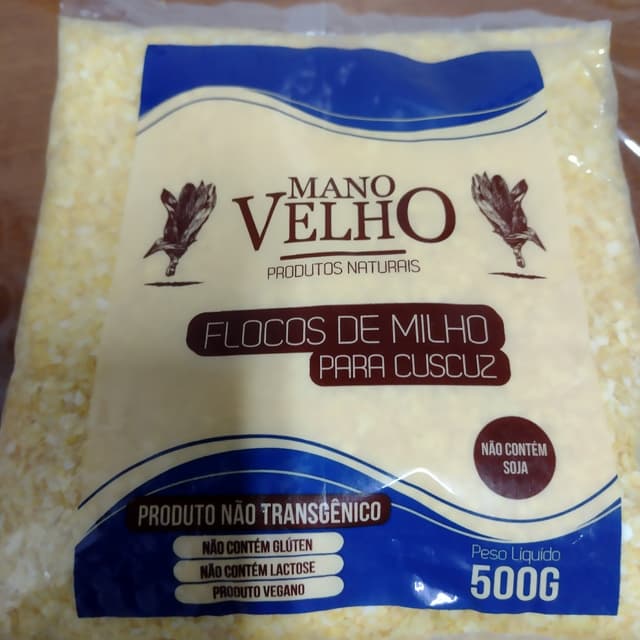 MANO
VELHO
PRODUTOS NATURAIS
FLOCOS DE MILHO
PARA CUSCUZ
NÃO CONTÉM
SOJA
PRODUTO NÃO TRANSGÊNICO
NÃO CONTÉM GLÚTEN
NÃO CONTÉM LACTOSE
PRODUTO VEGANO
Peso Líquido
500G